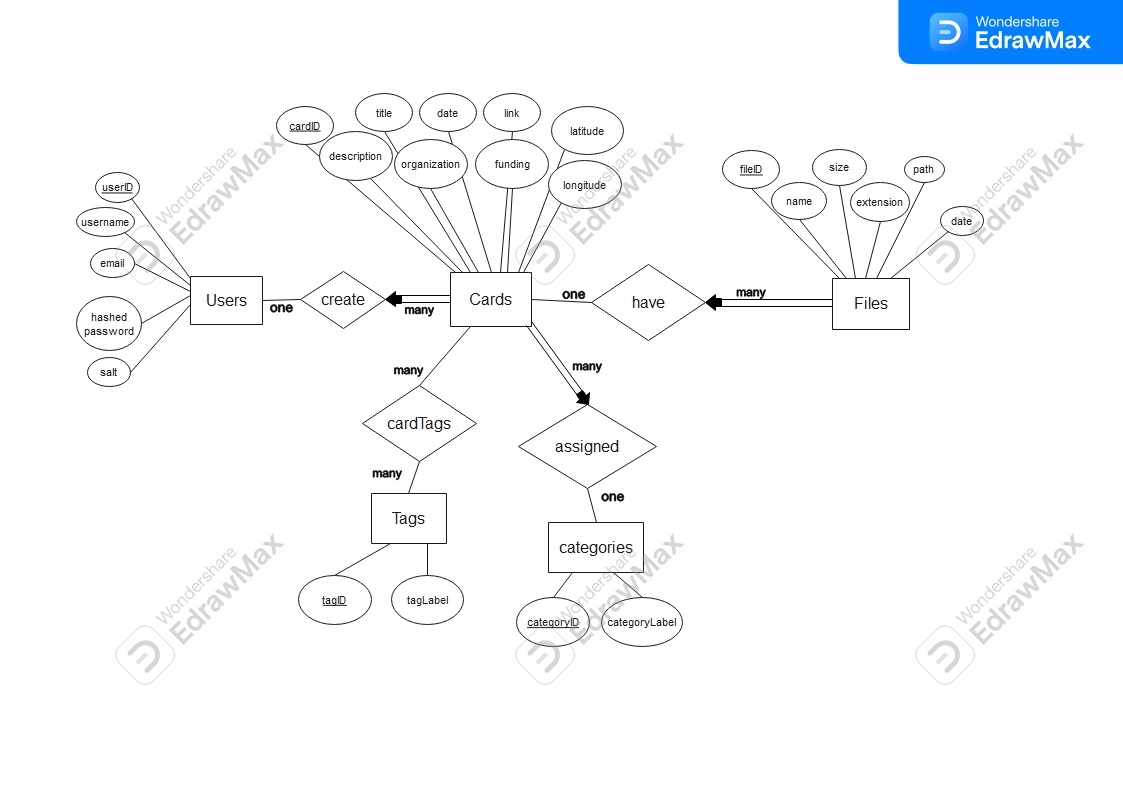 Wondershare
EdrawMax
title
date
link
cardID
latitude
description
organization
funding
longitude
userID
username
email
hashed
password
salt
fileID
size
path
name
extension
date
Users
one
create
many
Cards
one
have
many
Files
many
cardTags
many
Tags
tagID
tagLabel
many
assigned
one
categories
categoryID
categoryLabel
Wondershare
EdrawMax
Wondershare
EdrawMax
Wondershare
EdrawMax
Wondershare
EdrawMax
Wondershare
EdrawMax
Wondershare
EdrawMax